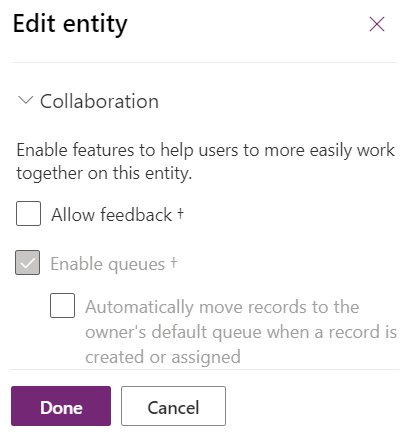 Edit entity
Collaboration
Enable features to help users to more easily work
together on this entity.
Allow feedback †
Enable queues †
Automatically move records to the
owner's default queue when a record is
created or assigned
Done
Cancel